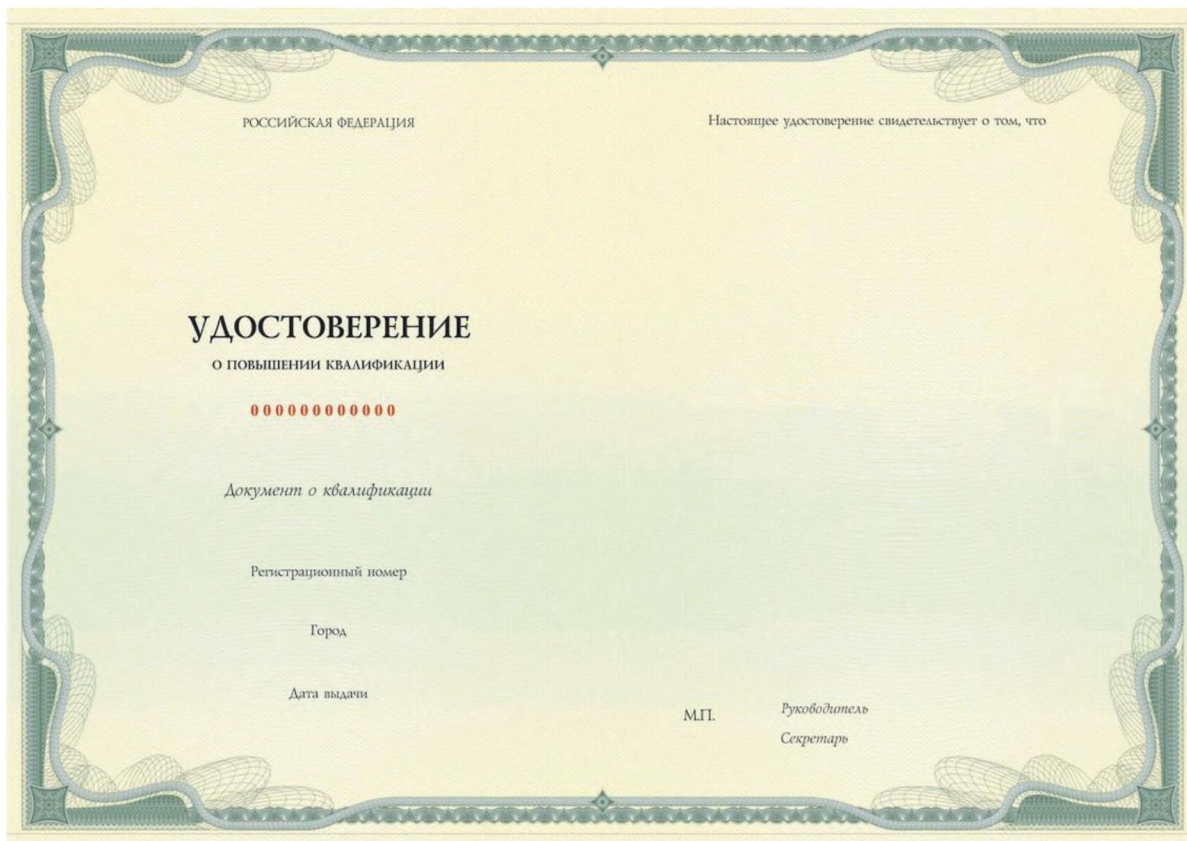 РОССИЙСКАЯ ФЕДЕРАЦИЯ
УДОСТОВЕРЕНИЕ
О ПОВЫШЕНИИ КВАЛИФИКАЦИИ
000000000000
Документ о квалификации
Регистрационный номер
Город
Дата выдачи
Настоящее удостоверение свидетельствует о том, что
М.П.
Руководитель
Секретарь